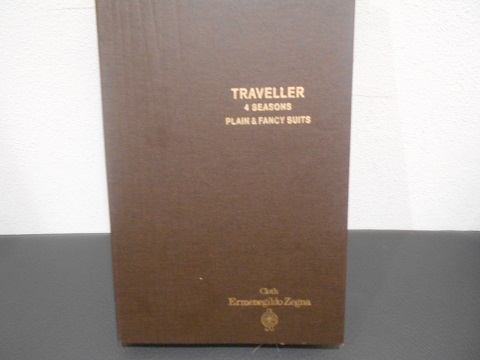 TRAVELLER
4 SEASONS
PLAIN & FANCY SUITS
Cloth
Ermenegildo Zegna